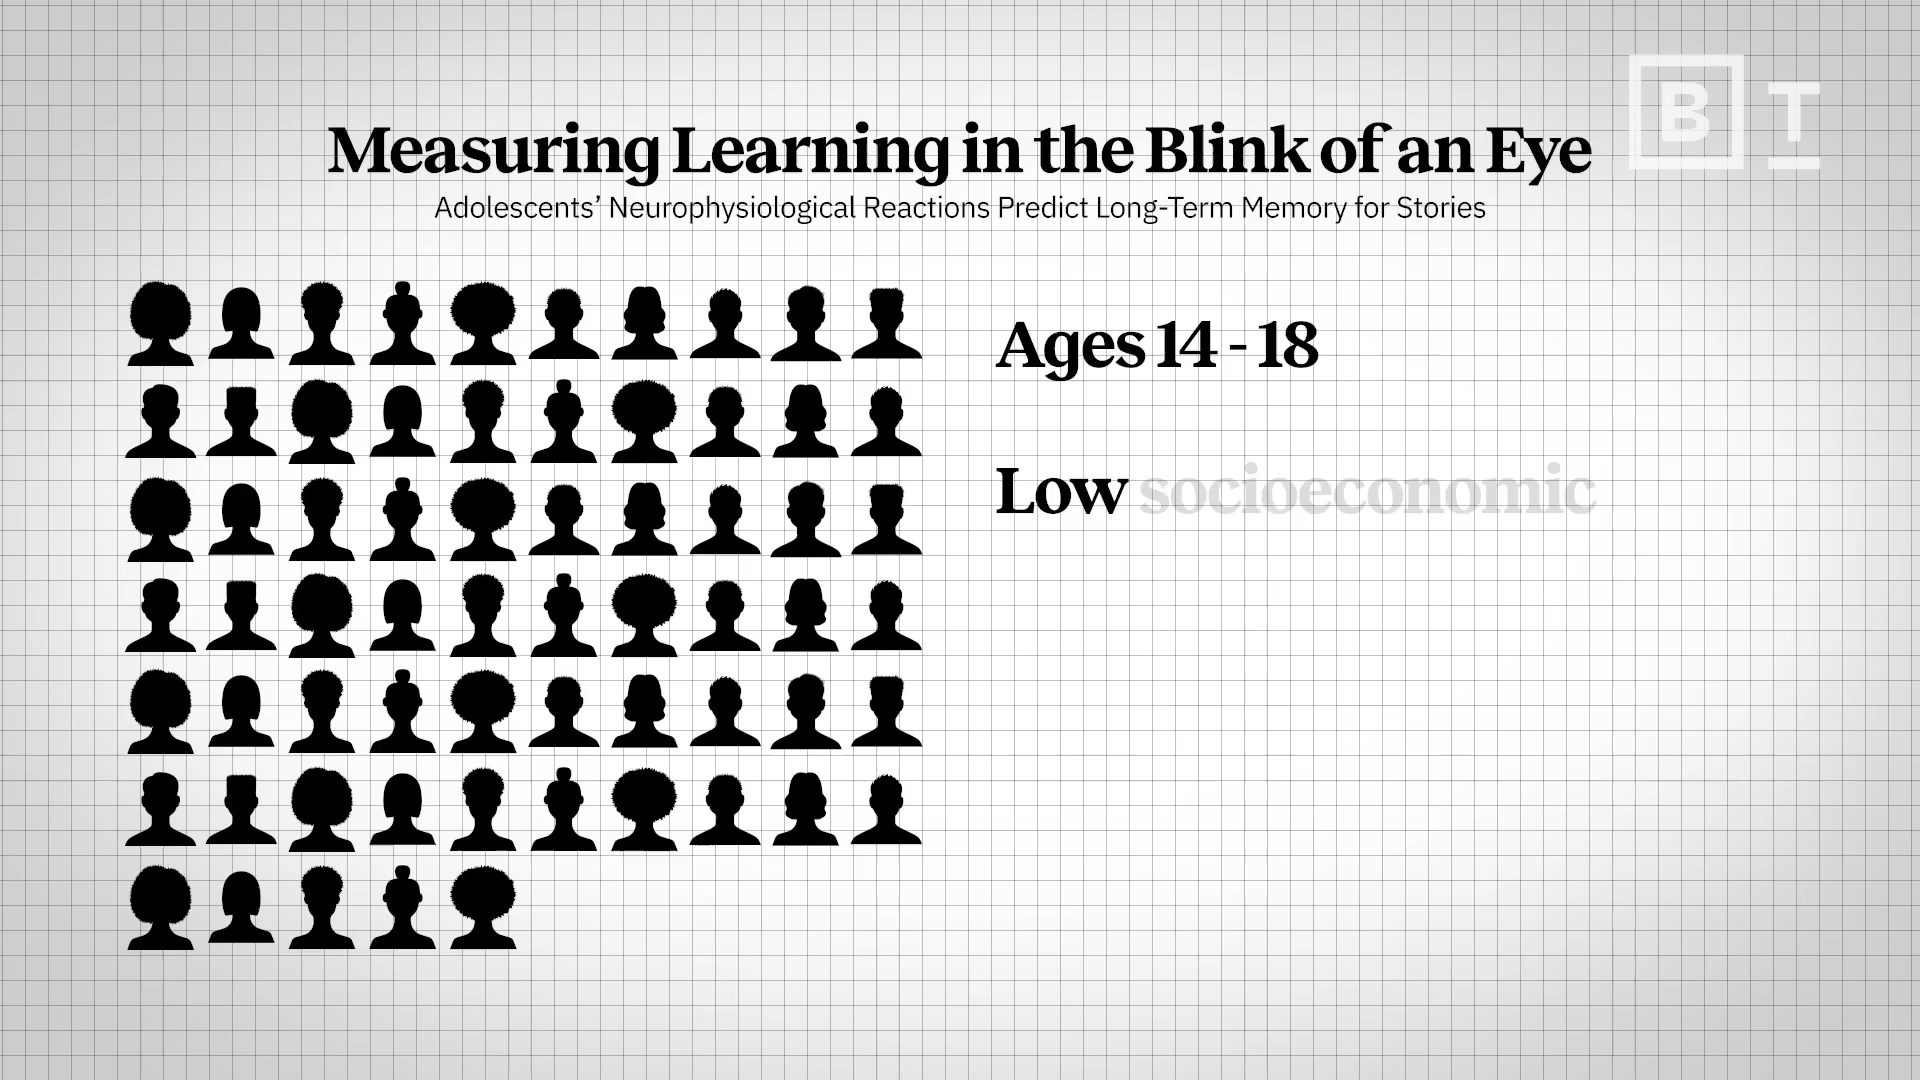 B T
Measuring Learning in the Blink of an Eye
Adolescents’ Neurophysiological Reactions Predict Long-Term Memory for Stories
Ages 14 - 18
Low socioeconomic